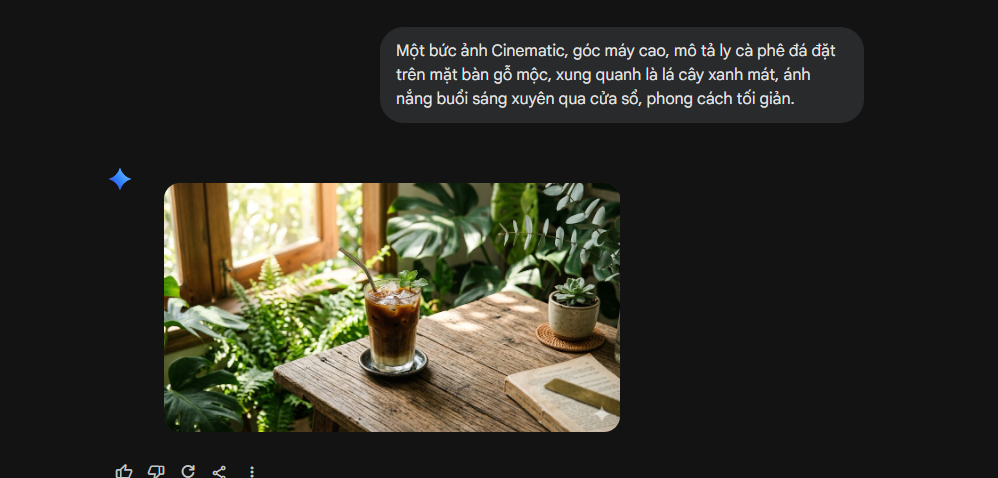 Một bức ảnh Cinematic, góc máy cao, mô tả ly cà phê đá đặt
trên mặt bàn gỗ mộc, xung quanh là lá cây xanh mát, ánh
nắng buổi sáng xuyên qua cửa sổ, phong cách tối giản.